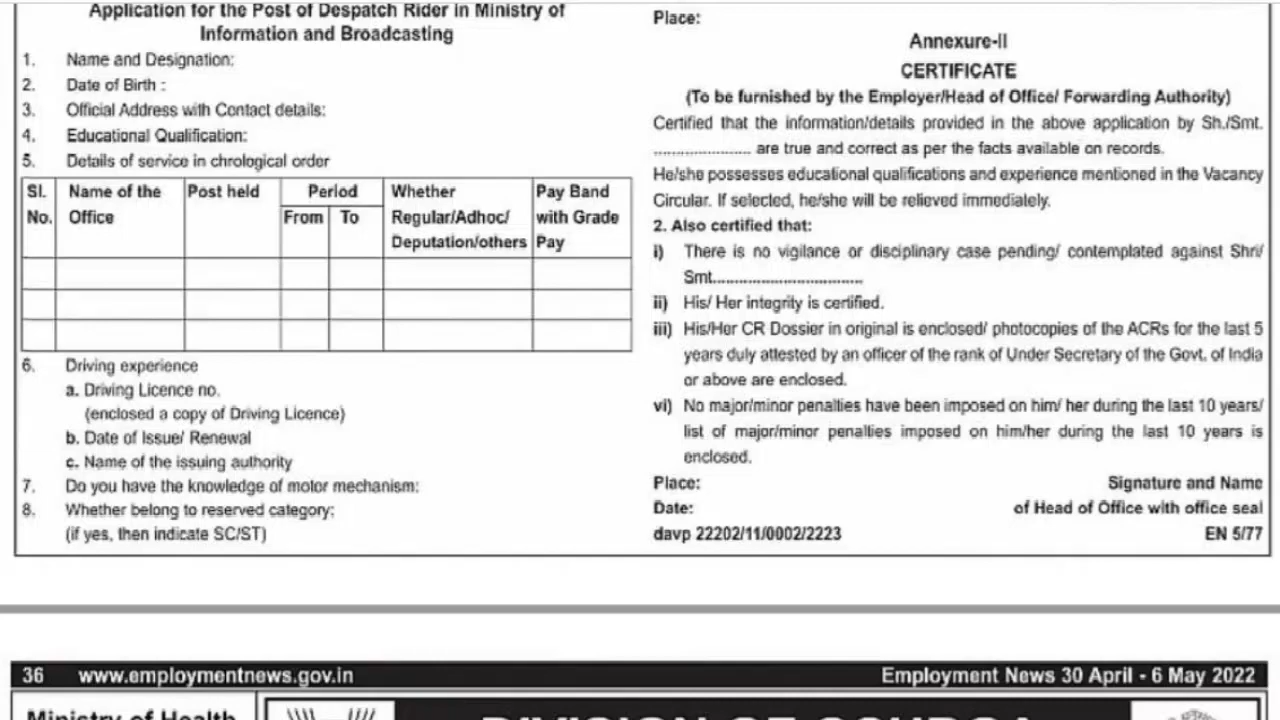 Application for the Post of Despatch Rider in Ministry of
Information and Broadcasting
1. Name and Designation:
2. Date of Birth :
3. Official Address with Contact details:
4. Educational Qualification:
5. Details of service in chrological order
Sl. No. Name of the Office Post held Period From To Whether Regular/Adhoc/ Deputation/others Pay Band with Grade Pay
6. Driving experience
a. Driving Licence no.
(enclosed a copy of Driving Licence)
b. Date of Issue/ Renewal
c. Name of the issuing authority
7. Do you have the knowledge of motor mechanism:
8. Whether belong to reserved category:
(if yes, then indicate SC/ST)
Place:
Annexure-II
CERTIFICATE
(To be furnished by the Employer/Head of Office/ Forwarding Authority)
Certified that the information/details provided in the above application by Sh./Smt.
..................... are true and correct as per the facts available on records.
He/she possesses educational qualifications and experience mentioned in the Vacancy
Circular. If selected, he/she will be relieved immediately.
2. Also certified that:
i) There is no vigilance or disciplinary case pending/ contemplated against Shri/
Smt.................................
ii) His/ Her integrity is certified.
iii) His/Her CR Dossier in original is enclosed/ photocopies of the ACRs for the last 5
years duly attested by an officer of the rank of Under Secretary of the Govt. of India
or above are enclosed.
vi) No major/minor penalties have been imposed on him/ her during the last 10 years/
list of major/minor penalties imposed on him/her during the last 10 years is
enclosed.
Place: Signature and Name
Date: of Head of Office with office seal
davp 22202/11/0002/2223 EN 5/77
36 www.employmentnews.gov.in Employment News 30 April - 6 May 2022
Ministry of Health